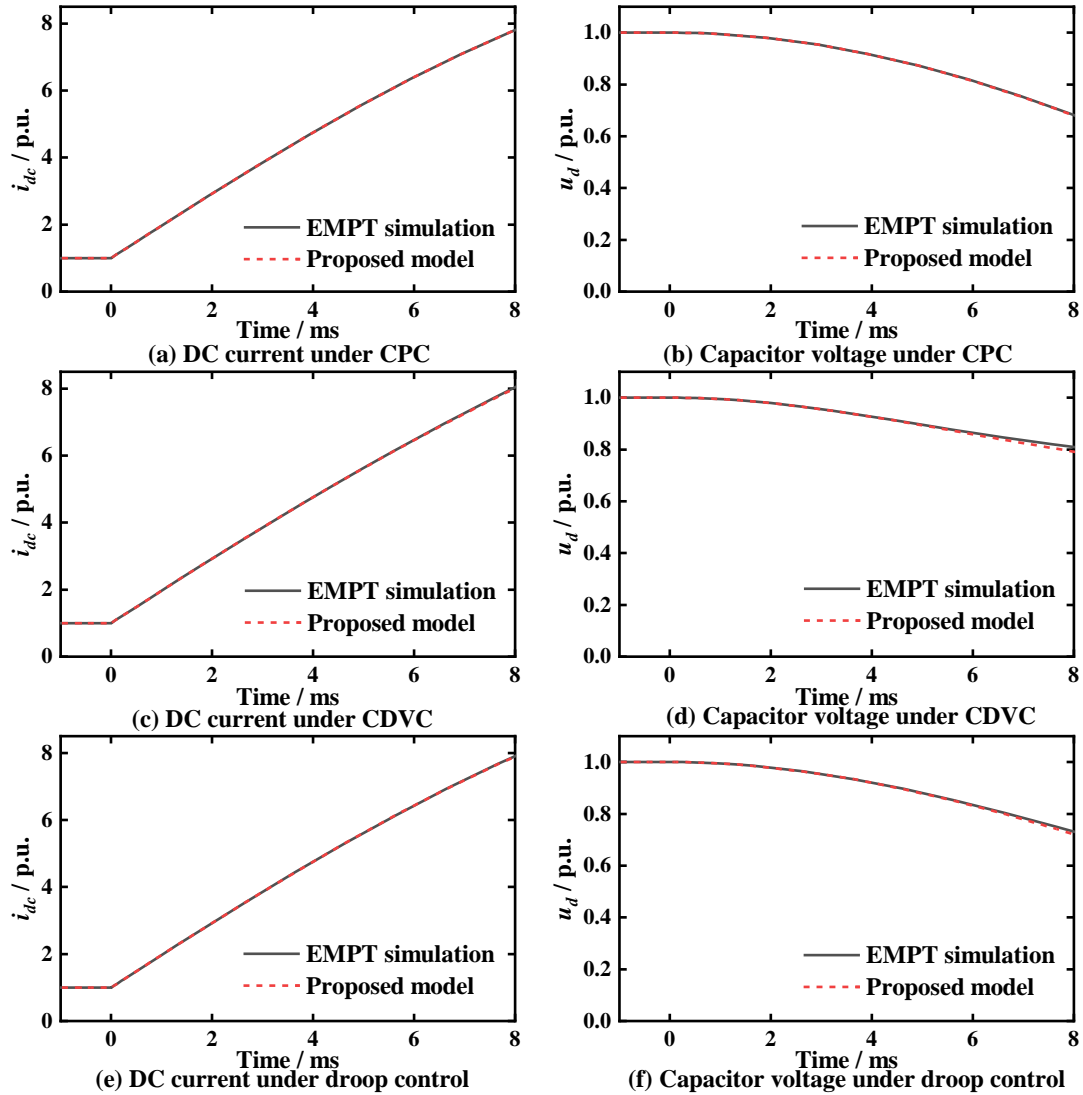 8
6
4
2
0
i_dc / p.u.
EMPT simulation
Proposed model
0 2 4 6 8
Time / ms
(a) DC current under CPC
1.0
0.8
0.6
0.4
0.2
0.0
u_d / p.u.
EMPT simulation
Proposed model
0 2 4 6 8
Time / ms
(b) Capacitor voltage under CPC
8
6
4
2
0
i_dc / p.u.
EMPT simulation
Proposed model
0 2 4 6 8
Time / ms
(c) DC current under CDVC
1.0
0.8
0.6
0.4
0.2
0.0
u_d / p.u.
EMPT simulation
Proposed model
0 2 4 6 8
Time / ms
(d) Capacitor voltage under CDVC
8
6
4
2
0
i_dc / p.u.
EMPT simulation
Proposed model
0 2 4 6 8
Time / ms
(e) DC current under droop control
1.0
0.8
0.6
0.4
0.2
0.0
u_d / p.u.
EMPT simulation
Proposed model
0 2 4 6 8
Time / ms
(f) Capacitor voltage under droop control